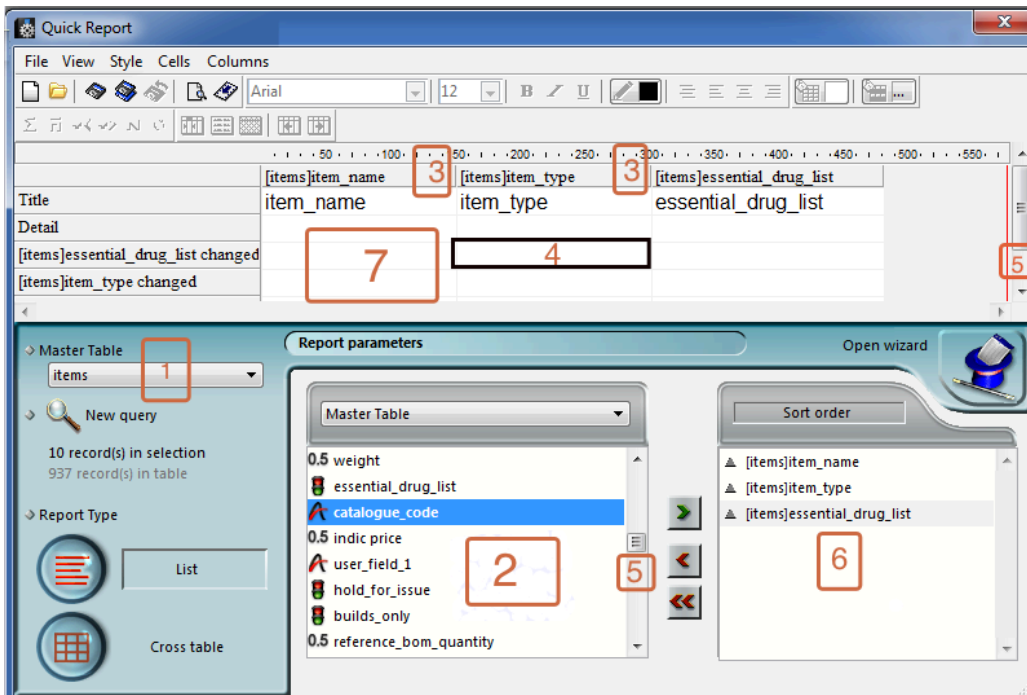 Quick Report
File View Style Cells Columns
Arial 12 B I U ...
50 100 50 200 250 300 350 400 450 500 550
3 3
[items]item_name [items]item_type [items]essential_drug_list
Title item_name item_type essential_drug_list
Detail
[items]essential_drug_list changed 7 4 5
[items]item_type changed
Master Table 1
items
New query
10 record(s) in selection
937 record(s) in table
Report Type
List
Cross table
Report parameters Open wizard
Master Table
0.5 weight
essential_drug_list
catalogue_code
0.5 indic price
user_field_1
hold_for_issue
builds_only
0.5 reference_bom_quantity
2 5
Sort order
[items]item_name
[items]item_type
[items]essential_drug_list
6